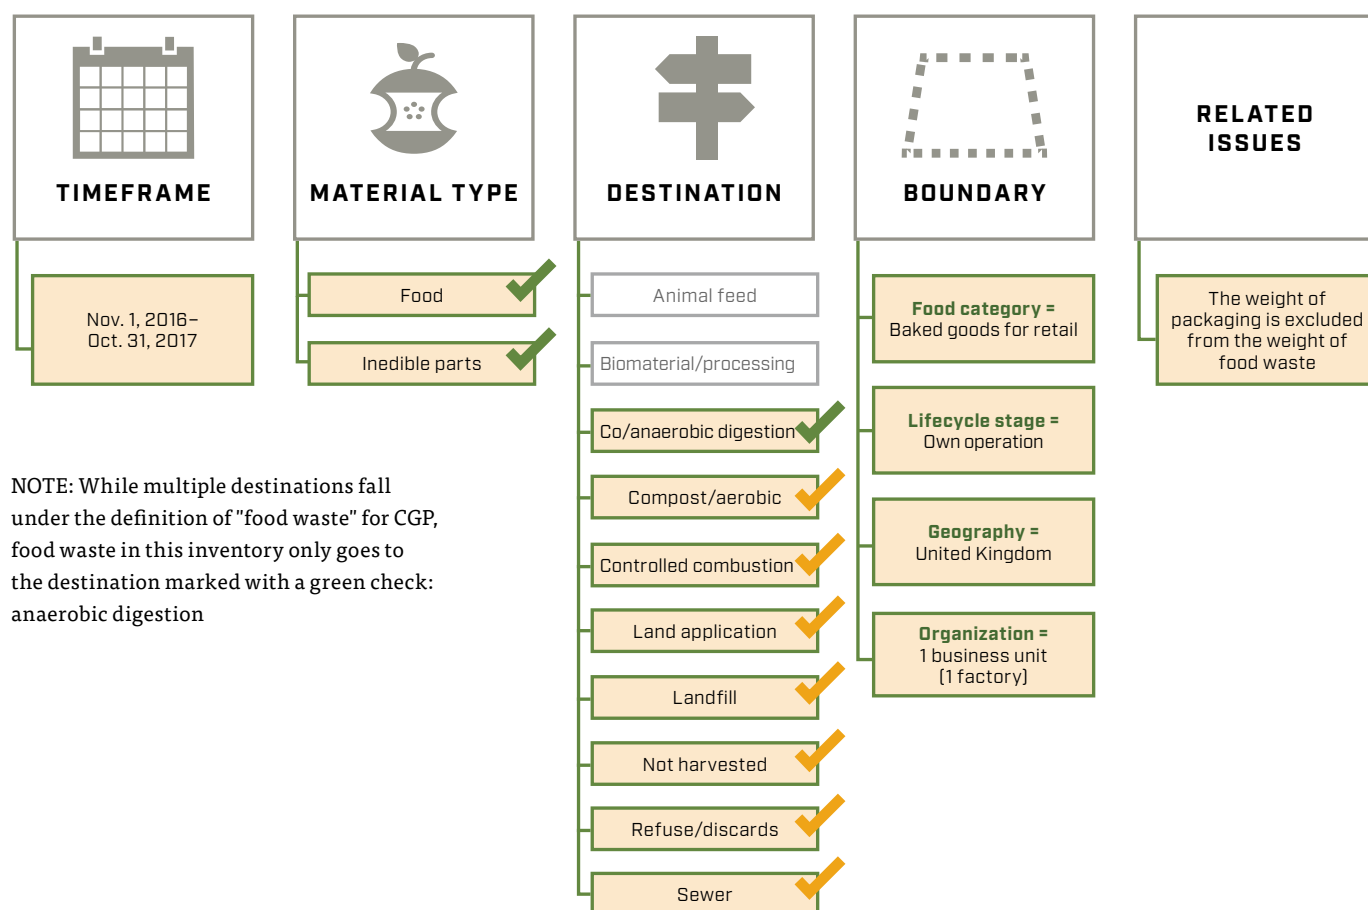 TIMEFRAME
Nov. 1, 2016–
Oct. 31, 2017
MATERIAL TYPE
Food
Inedible parts
NOTE: While multiple destinations fall
under the definition of "food waste" for CGP,
food waste in this inventory only goes to
the destination marked with a green check:
anaerobic digestion
DESTINATION
Animal feed
Biomaterial/processing
Co/anaerobic digestion
Compost/aerobic
Controlled combustion
Land application
Landfill
Not harvested
Refuse/discards
Sewer
BOUNDARY
Food category =
Baked goods for retail
Lifecycle stage =
Own operation
Geography =
United Kingdom
Organization =
1 business unit
(1 factory)
RELATED
ISSUES
The weight of
packaging is excluded
from the weight of
food waste